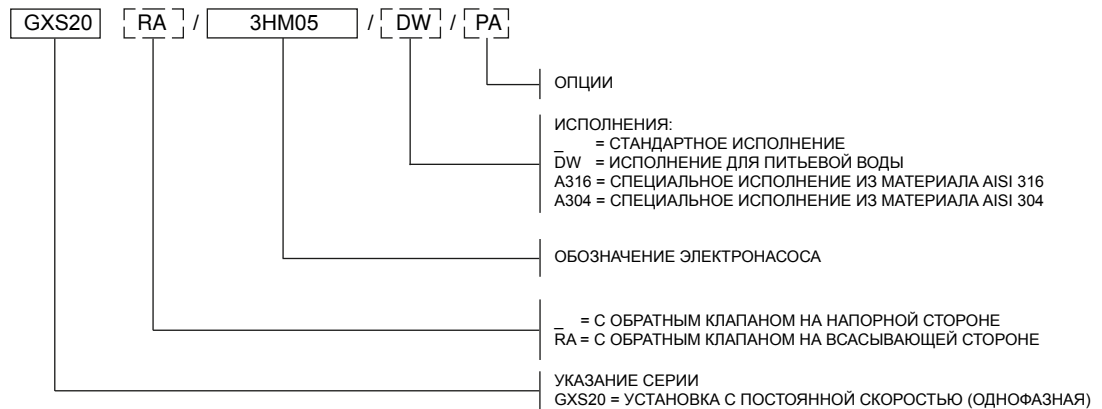 GXS20 RA / 3HM05 / DW / PA
ОПЦИИ
ИСПОЛНЕНИЯ:
_ = СТАНДАРТНОЕ ИСПОЛНЕНИЕ
DW = ИСПОЛНЕНИЕ ДЛЯ ПИТЬЕВОЙ ВОДЫ
A316 = СПЕЦИАЛЬНОЕ ИСПОЛНЕНИЕ ИЗ МАТЕРИАЛА AISI 316
A304 = СПЕЦИАЛЬНОЕ ИСПОЛНЕНИЕ ИЗ МАТЕРИАЛА AISI 304
ОБОЗНАЧЕНИЕ ЭЛЕКТРОНАСОСА
_ = С ОБРАТНЫМ КЛАПАНОМ НА НАПОРНОЙ СТОРОНЕ
RA = С ОБРАТНЫМ КЛАПАНОМ НА ВСАСЫВАЮЩЕЙ СТОРОНЕ
УКАЗАНИЕ СЕРИИ
GXS20 = УСТАНОВКА С ПОСТОЯННОЙ СКОРОСТЬЮ (ОДНОФАЗНАЯ)